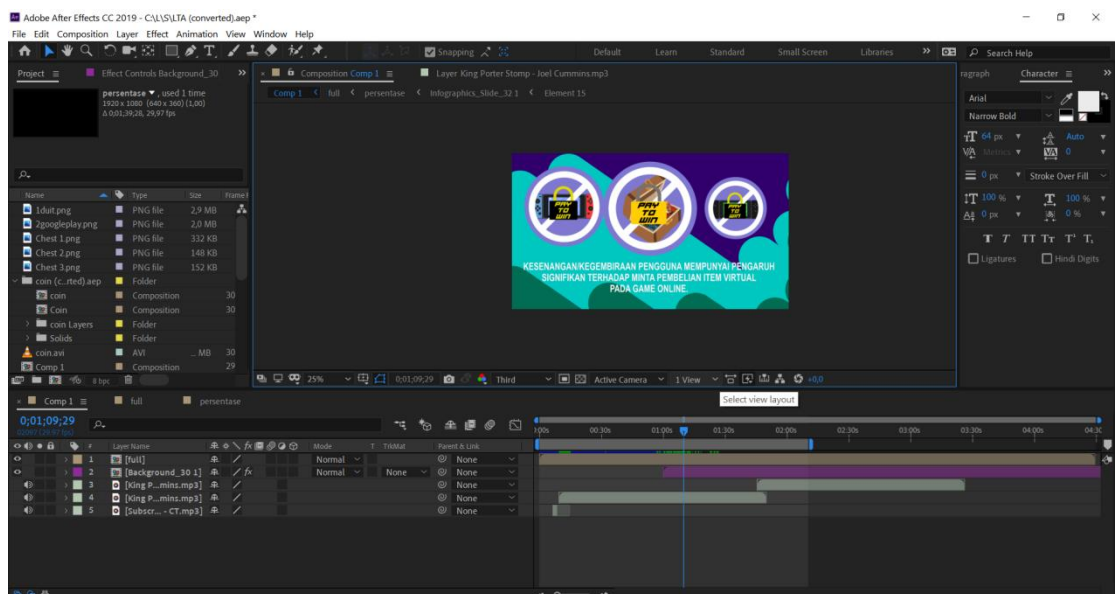 Adobe After Effects CC 2019 - C:\L\S\LTA (converted).aep *
File Edit Composition Layer Effect Animation View Window Help
Snapping
Default Learn Standard Small Screen Libraries
Search Help
Project
Effect Controls Background_30
Composition Comp 1
Layer King Porter Stomp - Joel Cummins.mp3
ragraph
Character
persentase , used 1 time
1920 x 1080 (640 x 360) (1,00)
Δ 0;01;39;28, 29,97 fps
Comp 1 full persentase Infographics_Slide_32 1 Element 15
Arial
Narrow Bold
64 px Auto
Metrics 0
0 px Stroke Over Fill
100 % 100 %
0 px 0 %
T T TT Tr T' T,
Ligatures Hindi Digits
Name Type Size Frame
1duit.png PNG file 2,9 MB
2googleplay.png PNG file 2,0 MB
Chest 1.png PNG file 332 KB
Chest 2.png PNG file 148 KB
Chest 3.png PNG file 152 KB
coin (c...rted).aep Folder
coin Composition 30
Coin Composition 30
coin Layers Folder
Solids Folder
coin.avi AVI ... MB 30
Comp 1 Composition 29
8 bpc
PAY TO WIN
PAY TO WIN
PAY TO WIN
KESENANGAN/KEGEMBIRAAN PENGGUNA MEMPUNYAI PENGARUH
SIGNIFIKAN TERHADAP MINTA PEMBELIAN ITEM VIRTUAL
PADA GAME ONLINE.
25% 0;01;09;29 Third Active Camera 1 View +0,0
Select view layout
Comp 1 full persentase
0;01;09;29
00:30s 01:00s 01:30s 02:00s 02:30s 03:00s 03:30s 04:00s
# Layer Name Mode T TrkMat Parent & Link
1 [full] Normal None
2 [Background_30 1] Normal None None
3 [King P...mins.mp3] None
4 [King P...mins.mp3] None
5 [Subscr... - CT.mp3] None